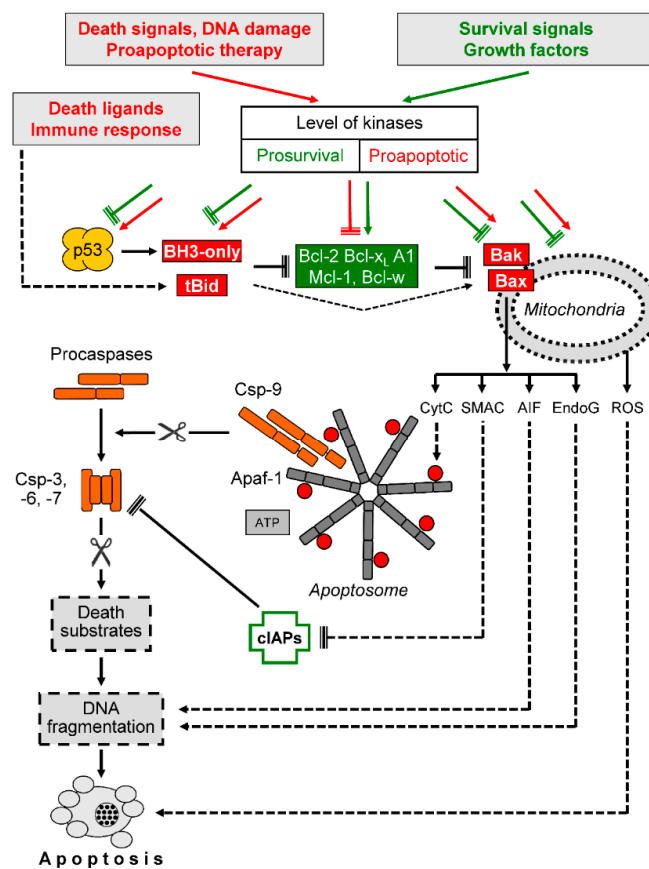 Death signals, DNA damage
Proapoptotic therapy
Survival signals
Growth factors
Death ligands
Immune response
Level of kinases
Prosurvival
Proapoptotic
p53
BH3-only
tBid
Bcl-2 Bcl-xL A1
Mcl-1, Bcl-w
Bak
Bax
Mitochondria
Procaspases
Csp-9
CytC
SMAC
AIF
EndoG
ROS
Csp-3,
-6, -7
Apaf-1
ATP
Apoptosome
Death
substrates
cIAPs
DNA
fragmentation
Apoptosis